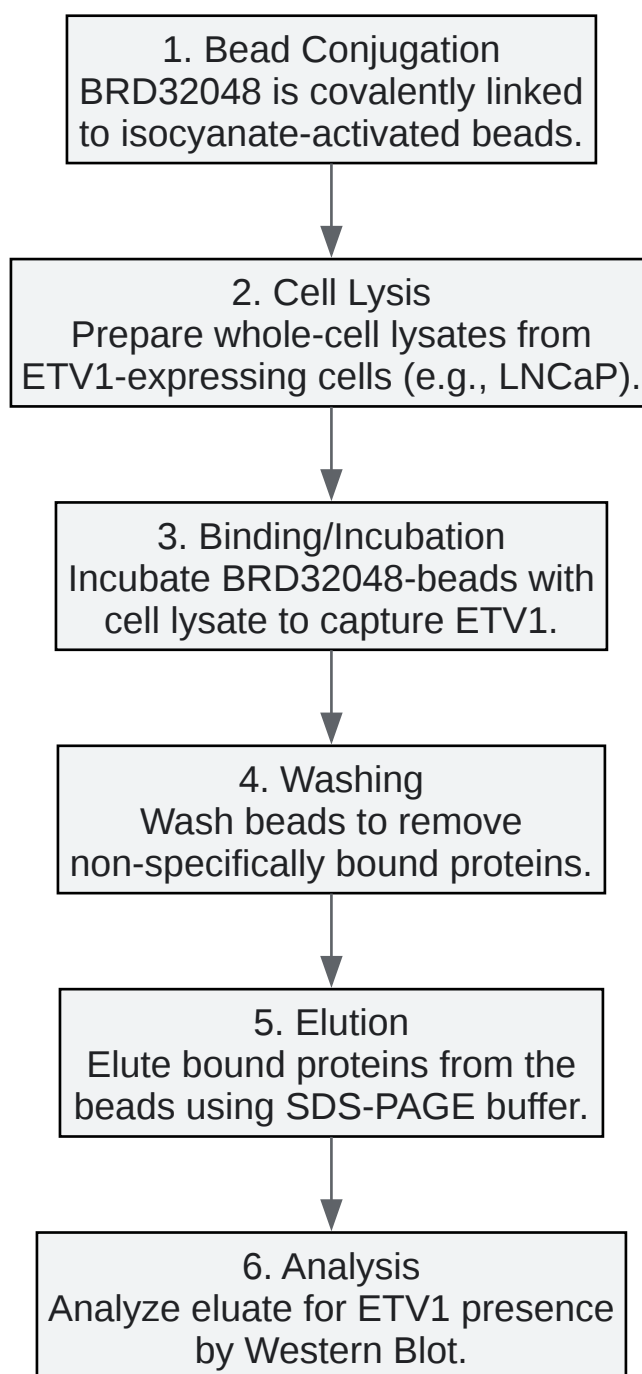 1. Bead Conjugation
BRD32048 is covalently linked
to isocyanate-activated beads.
2. Cell Lysis
Prepare whole-cell lysates from
ETV1-expressing cells (e.g., LNCaP).
3. Binding/Incubation
Incubate BRD32048-beads with
cell lysate to capture ETV1.
4. Washing
Wash beads to remove
non-specifically bound proteins.
5. Elution
Elute bound proteins from the
beads using SDS-PAGE buffer.
6. Analysis
Analyze eluate for ETV1 presence
by Western Blot.